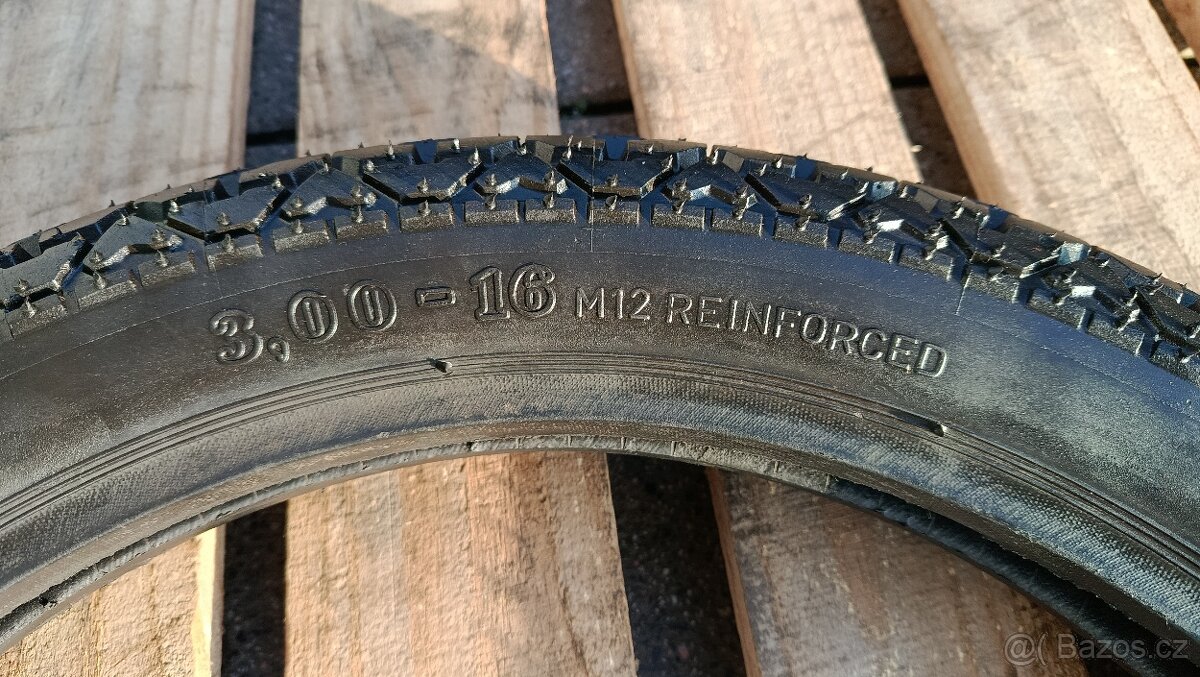 3,00-16 M12 REINFORCED
@( Bazos.cz